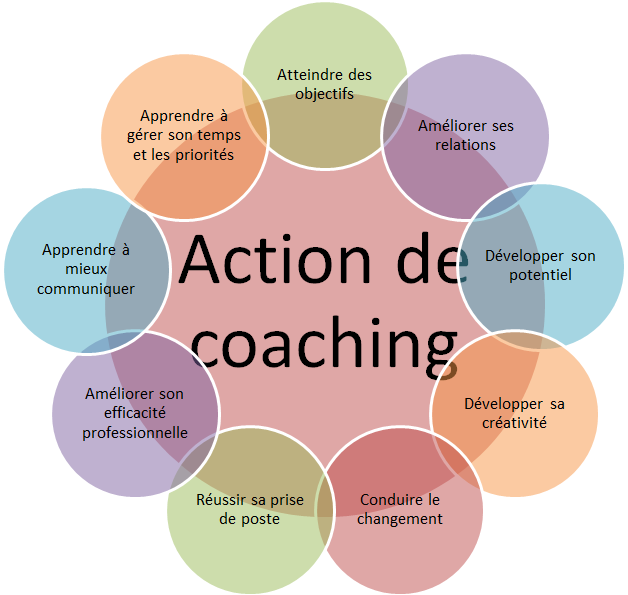 Atteindre des
objectifs
Améliorer ses
relations
Développer son
potentiel
Développer sa
créativité
Conduire le
changement
Réussir sa prise
de poste
Améliorer son
efficacité
professionnelle
Apprendre à
mieux
communiquer
Apprendre à
gérer son temps
et les priorités
Action de
coaching